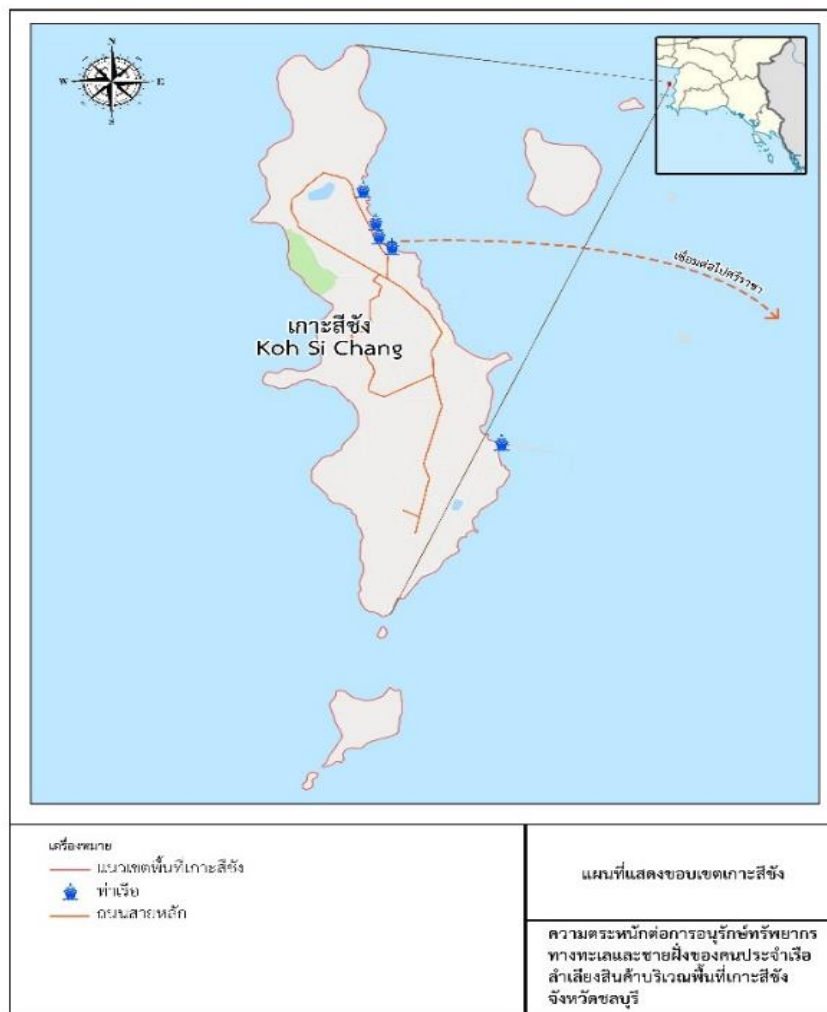 N
W E
S
เชื่อมต่อไปศรีราชา
เกาะสีชัง
Koh Si Chang
เครื่องหมาย
แนวเขตพื้นที่เกาะสีชัง
ท่าเรือ
ถนนสายหลัก
แผนที่แสดงขอบเขตเกาะสีชัง
ความตระหนักต่อการอนุรักษ์ทรัพยากร
ทางทะเลและชายฝั่งของคนประจำเรือ
ลำเลียงสินค้าบริเวณพื้นที่เกาะสีชัง
จังหวัดชลบุรี